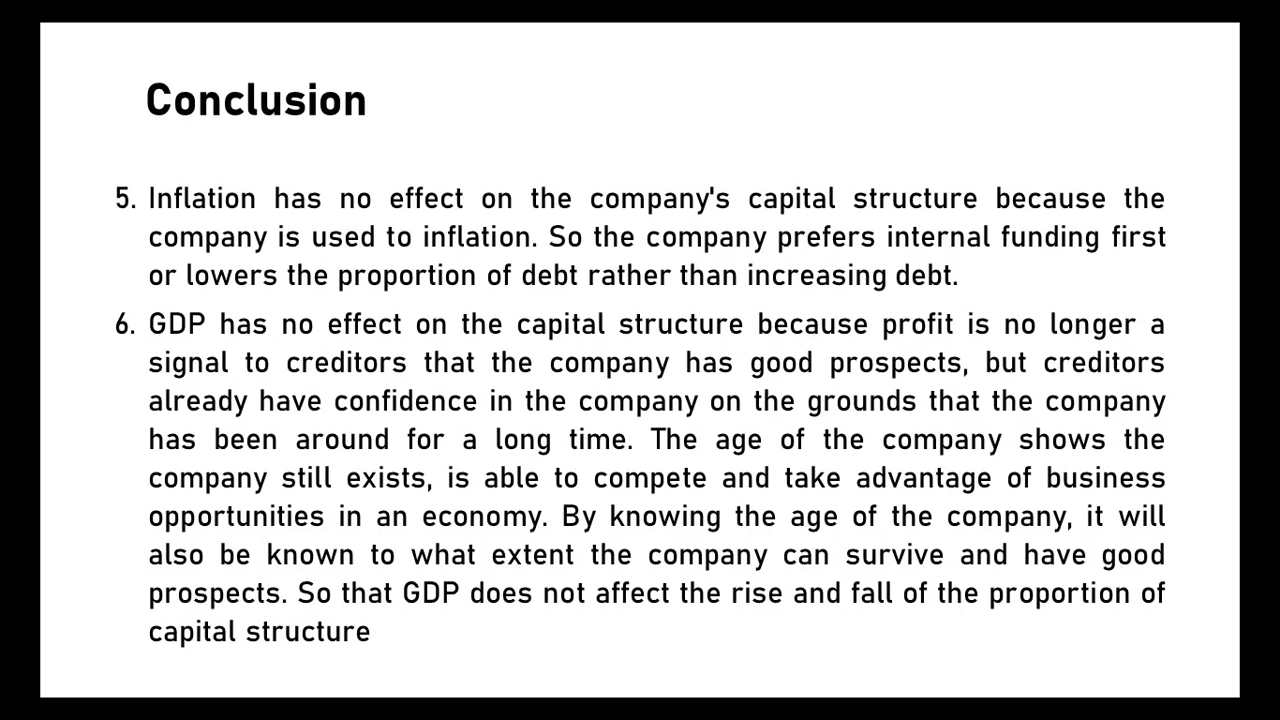 Conclusion
5. Inflation has no effect on the company's capital structure because the
company is used to inflation. So the company prefers internal funding first
or lowers the proportion of debt rather than increasing debt.
6. GDP has no effect on the capital structure because profit is no longer a
signal to creditors that the company has good prospects, but creditors
already have confidence in the company on the grounds that the company
has been around for a long time. The age of the company shows the
company still exists, is able to compete and take advantage of business
opportunities in an economy. By knowing the age of the company, it will
also be known to what extent the company can survive and have good
prospects. So that GDP does not affect the rise and fall of the proportion of
capital structure